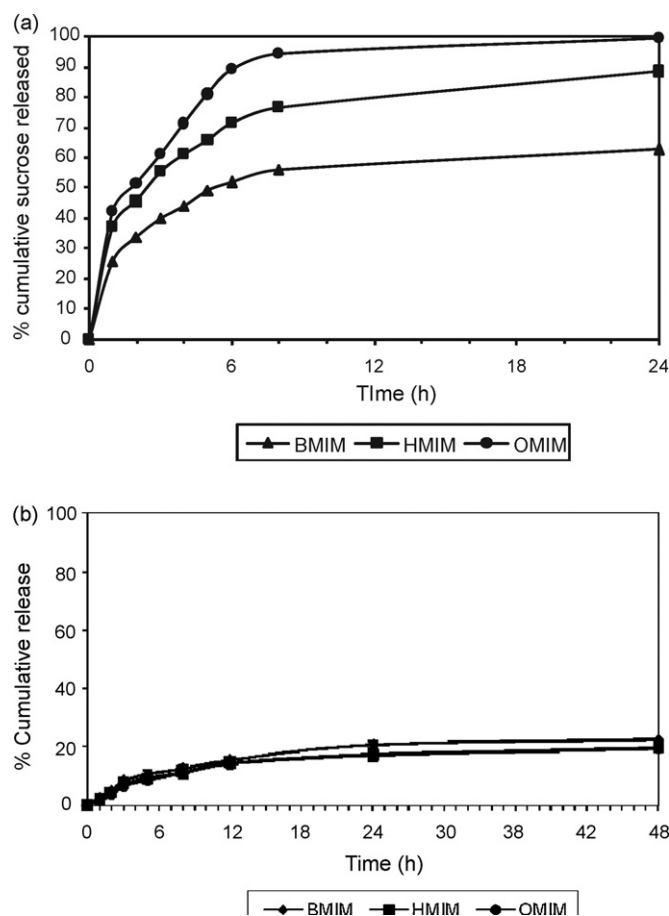 (a)
% cumulative sucrose released
100
90
80
70
60
50
40
30
20
10
0
0 6 12 18 24
TIme (h)
BMIM HMIM OMIM
(b)
% Cumulative release
100
80
60
40
20
0
0 6 12 18 24 30 36 42 48
Time (h)
BMIM HMIM OMIM